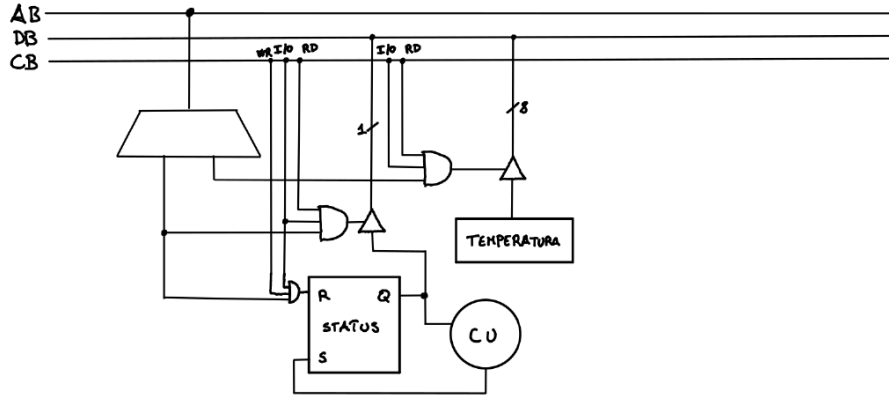 AB
DB
CB
WR I/O RD
I/O RD
1
8
TEMPERATURA
R Q
STATUS
S
CU